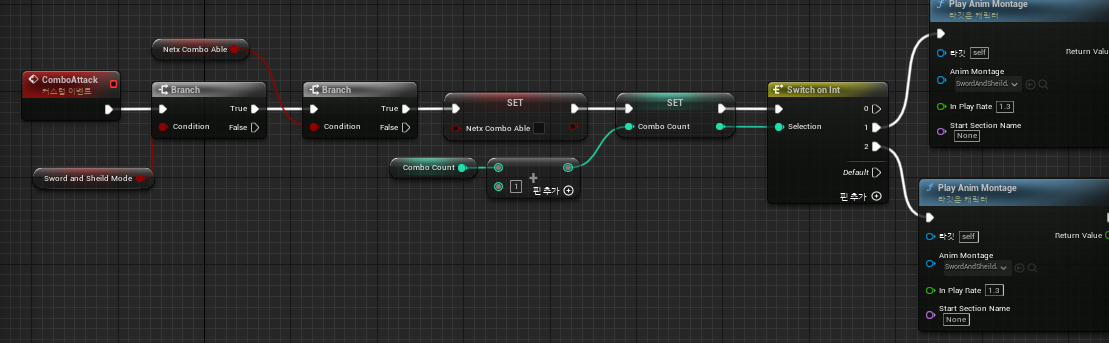 Play Anim Montage
타깃은 캐릭터
타깃 self
Return Value
Anim Montage
SwordAndSheild
In Play Rate 1.3
Start Section Name
None
Netx Combo Able
ComboAttack
커스텀 이벤트
Branch
True
Condition False
Branch
True
Condition False
SET
Netx Combo Able
SET
Combo Count
Switch on Int
0
Selection 1
2
Default
핀 추가
Sword and Sheild Mode
Combo Count
1
+
핀 추가
Play Anim Montage
타깃은 캐릭터
타깃 self
Return Value
Anim Montage
SwordAndSheild
In Play Rate 1.3
Start Section Name
None